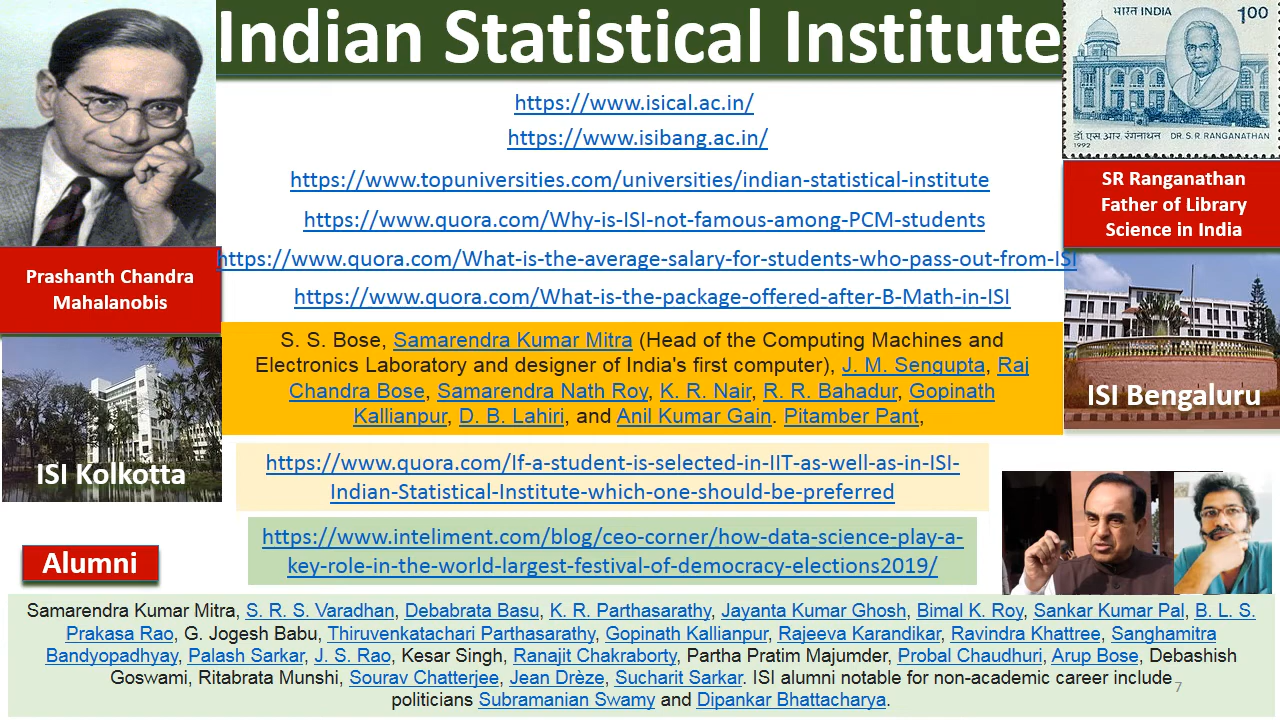 Indian Statistical Institute
भारत INDIA
100
डॉ. एस. आर. रंगनाथन DR. S. R. RANGANATHAN
1992
https://www.isical.ac.in/
https://www.isibang.ac.in/
https://www.topuniversities.com/universities/indian-statistical-institute
https://www.quora.com/Why-is-ISI-not-famous-among-PCM-students
https://www.quora.com/What-is-the-average-salary-for-students-who-pass-out-from-ISI
https://www.quora.com/What-is-the-package-offered-after-B-Math-in-ISI
SR Ranganathan
Father of Library
Science in India
Prashanth Chandra
Mahalanobis
S. S. Bose, Samarendra Kumar Mitra (Head of the Computing Machines and
Electronics Laboratory and designer of India's first computer), J. M. Sengupta, Raj
Chandra Bose, Samarendra Nath Roy, K. R. Nair, R. R. Bahadur, Gopinath
Kallianpur, D. B. Lahiri, and Anil Kumar Gain. Pitamber Pant,
ISI Bengaluru
ISI Kolkotta
https://www.quora.com/If-a-student-is-selected-in-IIT-as-well-as-in-ISI-
Indian-Statistical-Institute-which-one-should-be-preferred
https://www.inteliment.com/blog/ceo-corner/how-data-science-play-a-
key-role-in-the-world-largest-festival-of-democracy-elections2019/
Alumni
Samarendra Kumar Mitra, S. R. S. Varadhan, Debabrata Basu, K. R. Parthasarathy, Jayanta Kumar Ghosh, Bimal K. Roy, Sankar Kumar Pal, B. L. S.
Prakasa Rao, G. Jogesh Babu, Thiruvenkatachari Parthasarathy, Gopinath Kallianpur, Rajeeva Karandikar, Ravindra Khattree, Sanghamitra
Bandyopadhyay, Palash Sarkar, J. S. Rao, Kesar Singh, Ranajit Chakraborty, Partha Pratim Majumder, Probal Chaudhuri, Arup Bose, Debashish
Goswami, Ritabrata Munshi, Sourav Chatterjee, Jean Drèze, Sucharit Sarkar. ISI alumni notable for non-academic career include
politicians Subramanian Swamy and Dipankar Bhattacharya.
7